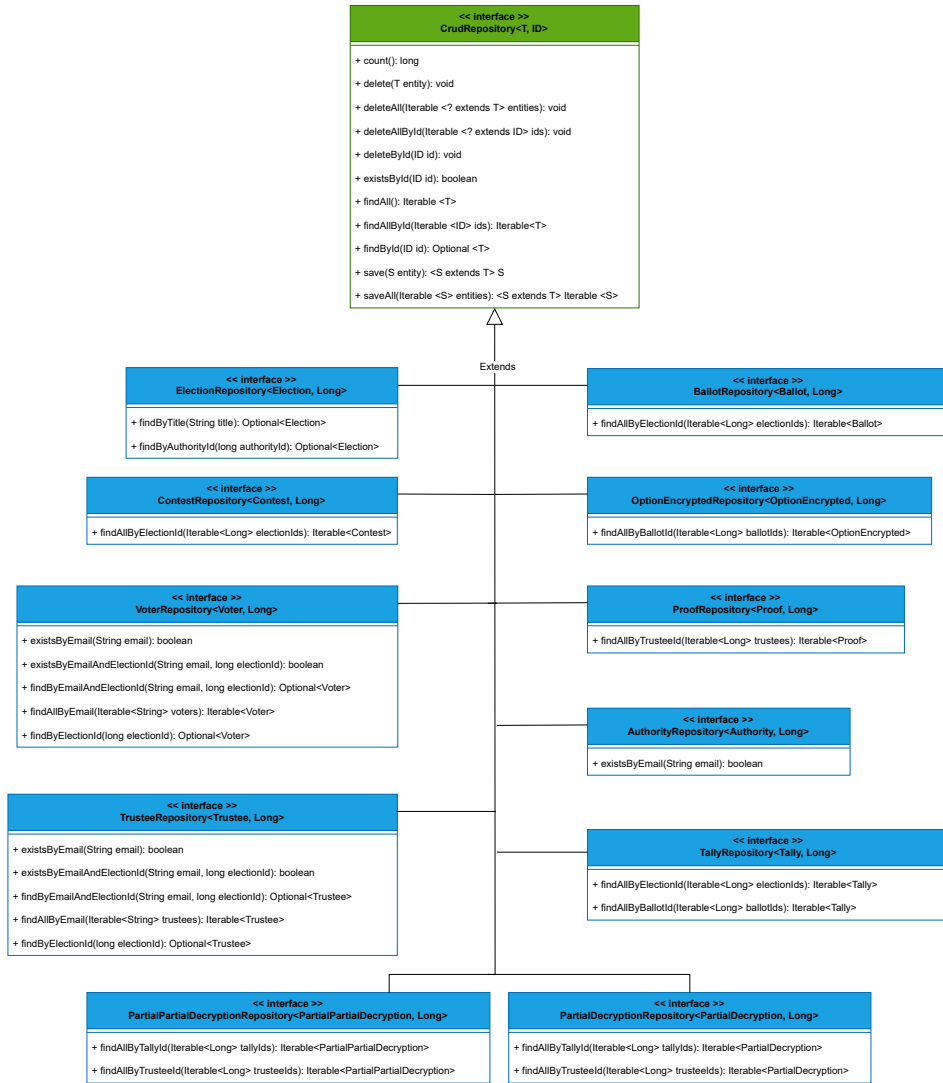 << interface >>
CrudRepository<T, ID>
+ count(): long
+ delete(T entity): void
+ deleteAll(Iterable <? extends T> entities): void
+ deleteAllById(Iterable <? extends ID> ids): void
+ deleteById(ID id): void
+ existsById(ID id): boolean
+ findAll(): Iterable <T>
+ findAllById(Iterable <ID> ids): Iterable<T>
+ findById(ID id): Optional <T>
+ save(S entity): <S extends T> S
+ saveAll(Iterable <S> entities): <S extends T> Iterable <S>
Extends
<< interface >>
ElectionRepository<Election, Long>
+ findByTitle(String title): Optional<Election>
+ findByAuthorityId(long authorityId): Optional<Election>
<< interface >>
BallotRepository<Ballot, Long>
+ findAllByElectionId(Iterable<Long> electionIds): Iterable<Ballot>
<< interface >>
ContestRepository<Contest, Long>
+ findAllByElectionId(Iterable<Long> electionIds): Iterable<Contest>
<< interface >>
OptionEncryptedRepository<OptionEncrypted, Long>
+ findAllByBallotId(Iterable<Long> ballotIds): Iterable<OptionEncrypted>
<< interface >>
VoterRepository<Voter, Long>
+ existsByEmail(String email): boolean
+ existsByEmailAndElectionId(String email, long electionId): boolean
+ findByEmailAndElectionId(String email, long electionId): Optional<Voter>
+ findAllByEmail(Iterable<String> voters): Iterable<Voter>
+ findByElectionId(long electionId): Optional<Voter>
<< interface >>
ProofRepository<Proof, Long>
+ findAllByTrusteeId(Iterable<Long> trustees): Iterable<Proof>
<< interface >>
AuthorityRepository<Authority, Long>
+ existsByEmail(String email): boolean
<< interface >>
TrusteeRepository<Trustee, Long>
+ existsByEmail(String email): boolean
+ existsByEmailAndElectionId(String email, long electionId): boolean
+ findByEmailAndElectionId(String email, long electionId): Optional<Trustee>
+ findAllByEmail(Iterable<String> trustees): Iterable<Trustee>
+ findByElectionId(long electionId): Optional<Trustee>
<< interface >>
TallyRepository<Tally, Long>
+ findAllByElectionId(Iterable<Long> electionIds): Iterable<Tally>
+ findAllByBallotId(Iterable<Long> ballotIds): Iterable<Tally>
<< interface >>
PartialPartialDecryptionRepository<PartialPartialDecryption, Long>
+ findAllByTallyId(Iterable<Long> tallyIds): Iterable<PartialPartialDecryption>
+ findAllByTrusteeId(Iterable<Long> trusteeIds): Iterable<PartialPartialDecryption>
<< interface >>
PartialDecryptionRepository<PartialDecryption, Long>
+ findAllByTallyId(Iterable<Long> tallyIds): Iterable<PartialDecryption>
+ findAllByTrusteeId(Iterable<Long> trusteeIds): Iterable<PartialDecryption>